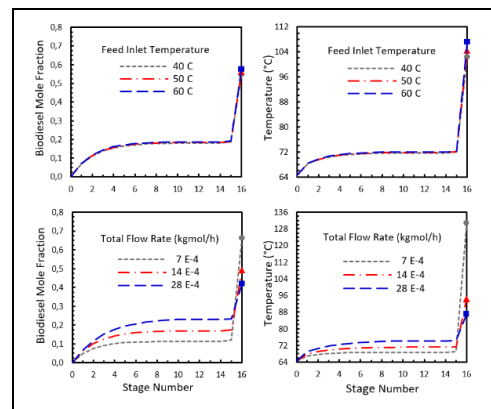 0,8
0,7
0,6
0,5
0,4
0,3
0,2
0,1
0,0
Biodiesel Mole Fraction
Feed Inlet Temperature
40 C
50 C
60 C
0 2 4 6 8 10 12 14 16
112
104
96
88
80
72
64
Temperature (°C)
Feed Inlet Temperature
40 C
50 C
60 C
0 2 4 6 8 10 12 14 16
0,8
0,7
0,6
0,5
0,4
0,3
0,2
0,1
0,0
Biodiesel Mole Fraction
Total Flow Rate (kgmol/h)
7 E-4
14 E-4
28 E-4
0 2 4 6 8 10 12 14 16
Stage Number
136
128
120
112
104
96
88
80
72
64
Temperature (°C)
Total Flow Rate (kgmol/h)
7 E-4
14 E-4
28 E-4
0 2 4 6 8 10 12 14 16
Stage Number